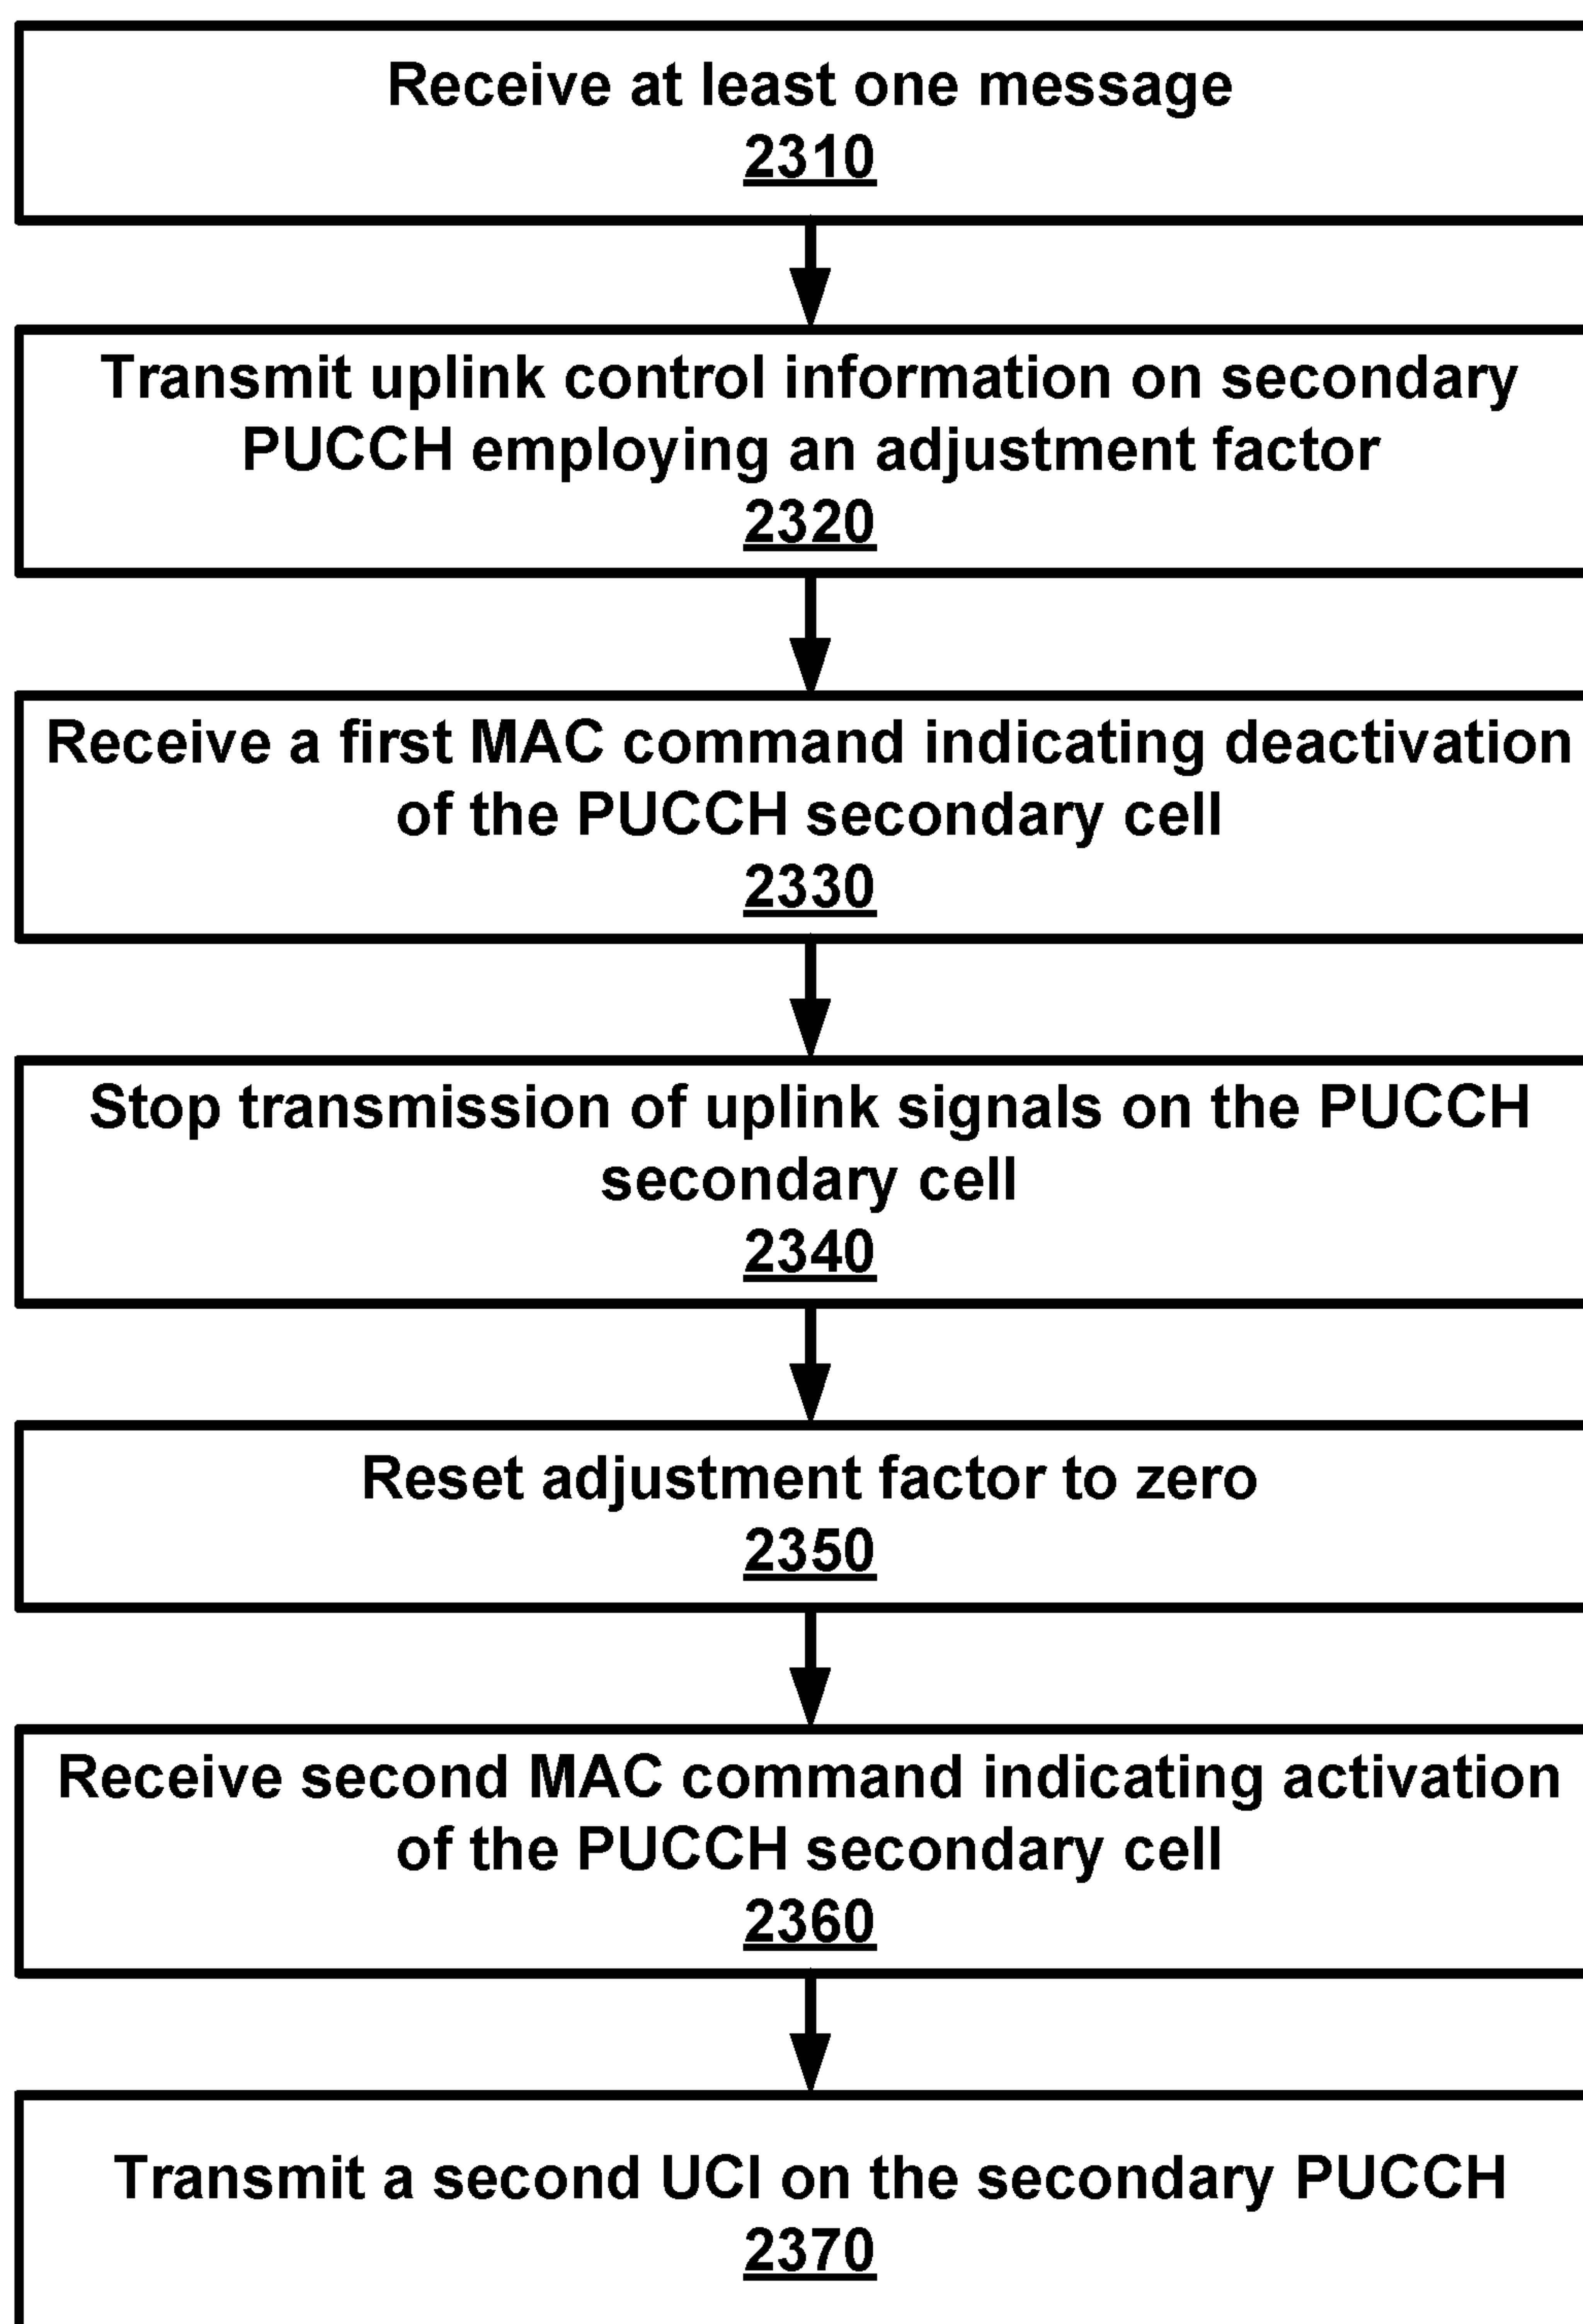 Receive at least one message
2310
Transmit uplink control information on secondary
PUCCH employing an adjustment factor
2320
Receive a first MAC command indicating deactivation
of the PUCCH secondary cell
2330
Stop transmission of uplink signals on the PUCCH
secondary cell
2340
Reset adjustment factor to zero
2350
Receive second MAC command indicating activation
of the PUCCH secondary cell
2360
Transmit a second UCI on the secondary PUCCH
2370